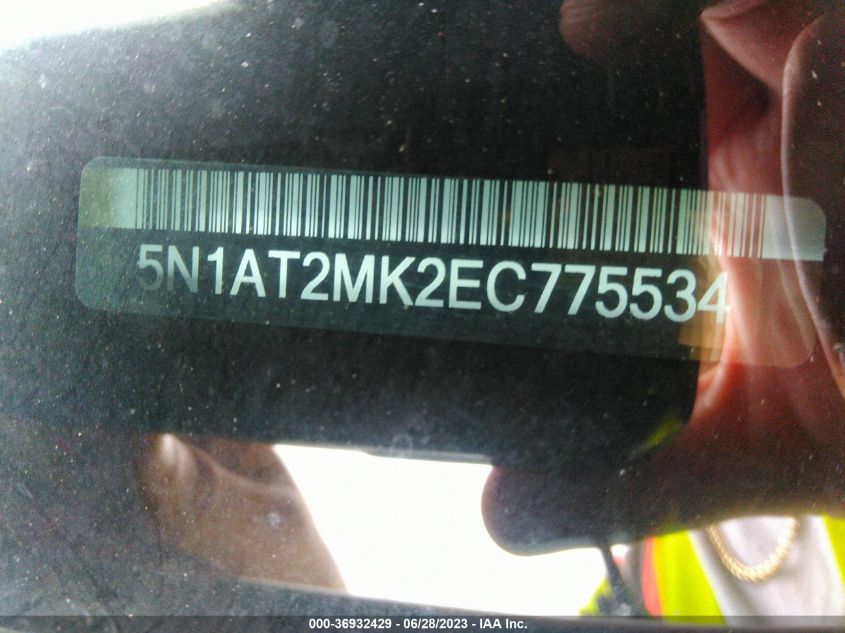 5N1AT2MK2EC775534
000-36932429 - 06/28/2023 - IAA Inc.